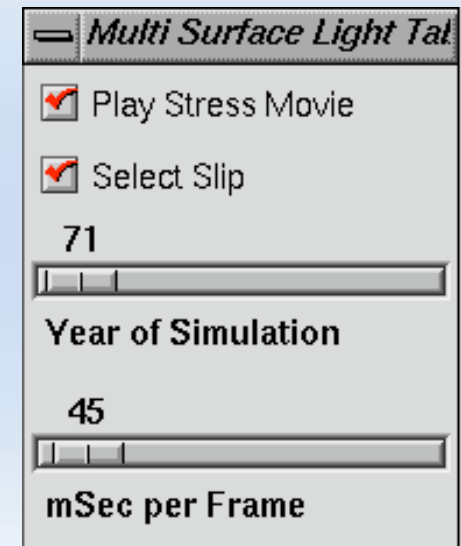 Multi Surface Light Tal
Play Stress Movie
Select Slip
71
Year of Simulation
45
mSec per Frame